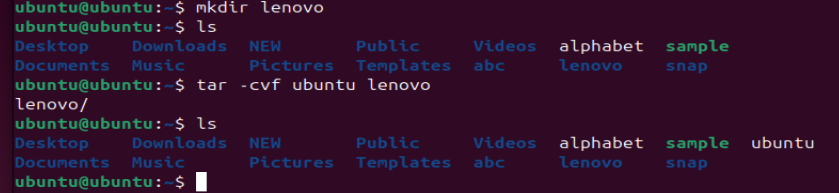 ubuntu@ubuntu:~$ mkdir lenovo
ubuntu@ubuntu:~$ ls
Desktop Downloads NEW Public Videos alphabet sample
Documents Music Pictures Templates abc lenovo snap
ubuntu@ubuntu:~$ tar -cvf ubuntu lenovo
lenovo/
ubuntu@ubuntu:~$ ls
Desktop Downloads NEW Public Videos alphabet sample ubuntu
Documents Music Pictures Templates abc lenovo snap
ubuntu@ubuntu:~$